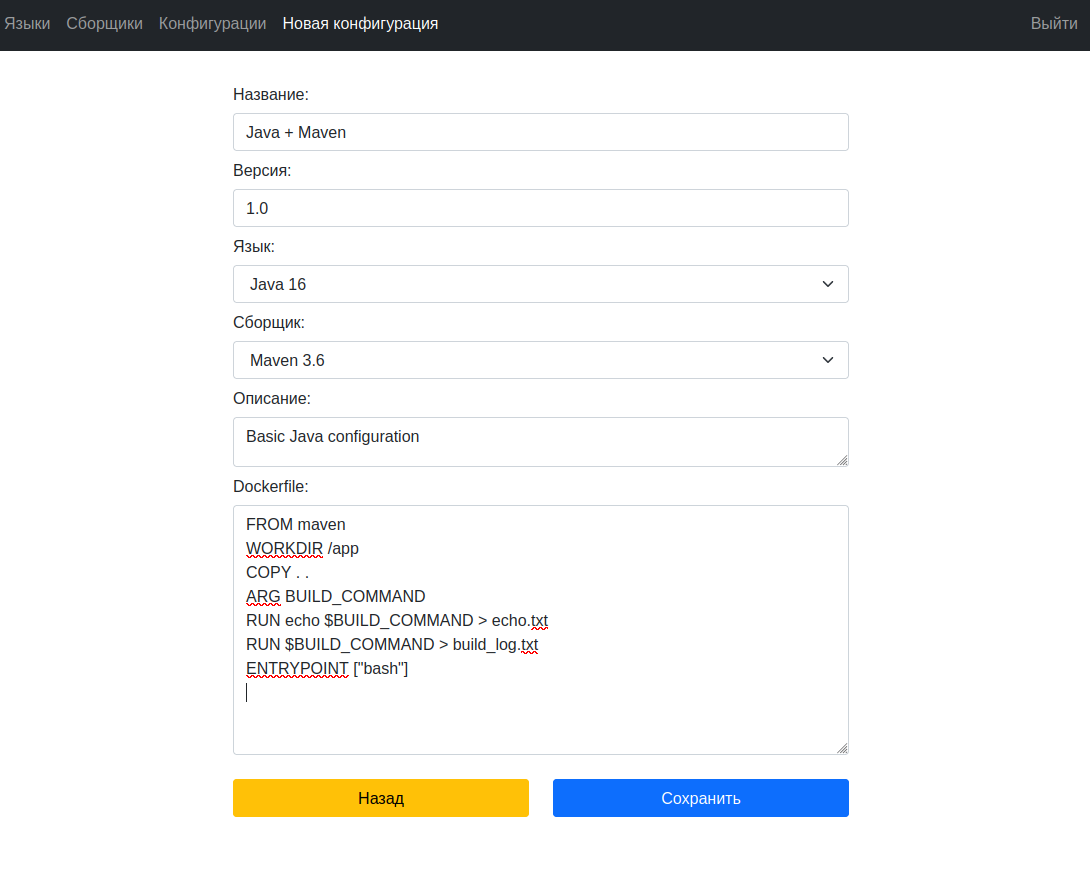 Языки Сборщики Конфигурации Новая конфигурация Выйти
Название:
Java + Maven
Версия:
1.0
Язык:
Java 16
Сборщик:
Maven 3.6
Описание:
Basic Java configuration
Dockerfile:
FROM maven
WORKDIR /app
COPY . .
ARG BUILD_COMMAND
RUN echo $BUILD_COMMAND > echo.txt
RUN $BUILD_COMMAND > build_log.txt
ENTRYPOINT ["bash"]
Назад Сохранить